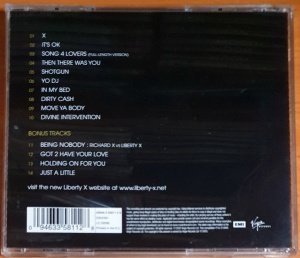 01 X
02 IT'S OK
03 SONG 4 LOVERS (FULL LENGTH VERSION)
04 THEN THERE WAS YOU
05 SHOTGUN
06 YO DJ
07 IN MY BED
08 DIRTY CASH
09 MOVE YA BODY
10 DIVINE INTERVENTION
BONUS TRACKS
11 BEING NOBODY : RICHARD X vs LIBERTY X
12 GOT 2 HAVE YOUR LOVE
13 HOLDING ON FOR YOU
14 JUST A LITTLE
visit the new Liberty X website at www.liberty-x.net
EMI
Virgin